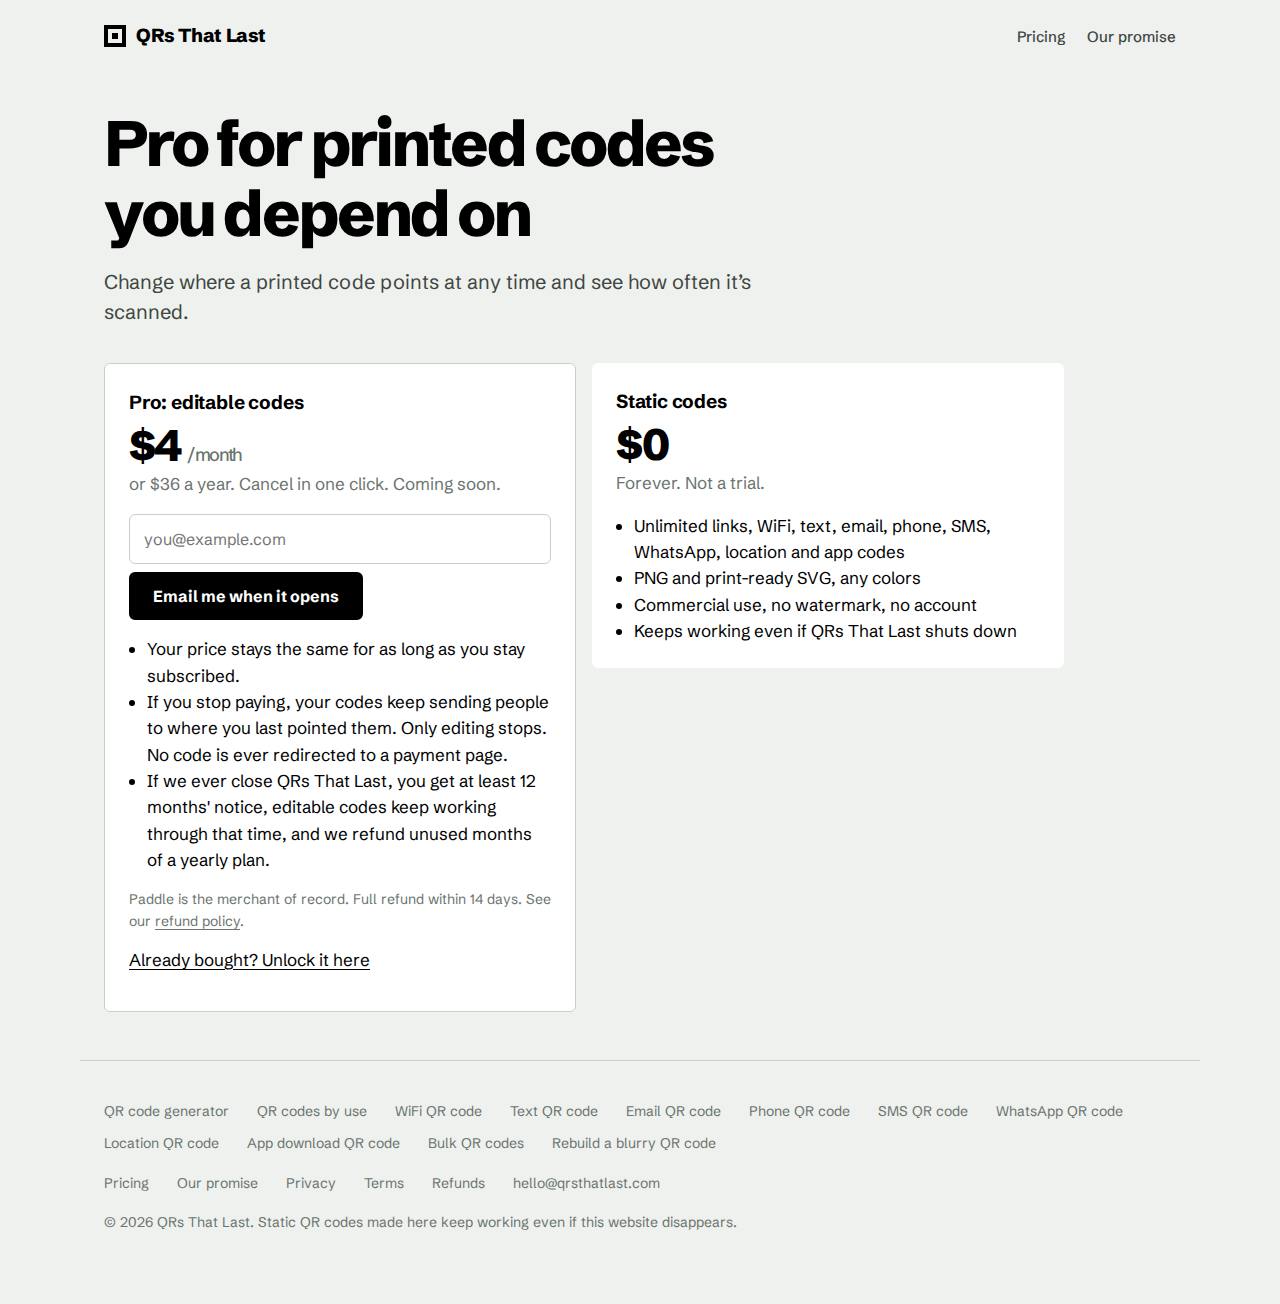 QRs That Last
Pricing
Our promise
Pro for printed codes
you depend on
Change where a printed code points at any time and see how often it’s
scanned.
Pro: editable codes
$4 /month
or $36 a year. Cancel in one click. Coming soon.
you@example.com
Email me when it opens
• Your price stays the same for as long as you stay
subscribed.
• If you stop paying, your codes keep sending people
to where you last pointed them. Only editing stops.
No code is ever redirected to a payment page.
• If we ever close QRs That Last, you get at least 12
months' notice, editable codes keep working
through that time, and we refund unused months
of a yearly plan.
Paddle is the merchant of record. Full refund within 14 days. See
our refund policy.
Already bought? Unlock it here
Static codes
$0
Forever. Not a trial.
• Unlimited links, WiFi, text, email, phone, SMS,
WhatsApp, location and app codes
• PNG and print-ready SVG, any colors
• Commercial use, no watermark, no account
• Keeps working even if QRs That Last shuts down
QR code generator QR codes by use WiFi QR code Text QR code Email QR code Phone QR code SMS QR code WhatsApp QR code
Location QR code App download QR code Bulk QR codes Rebuild a blurry QR code
Pricing Our promise Privacy Terms Refunds hello@qrsthatlast.com
© 2026 QRs That Last. Static QR codes made here keep working even if this website disappears.